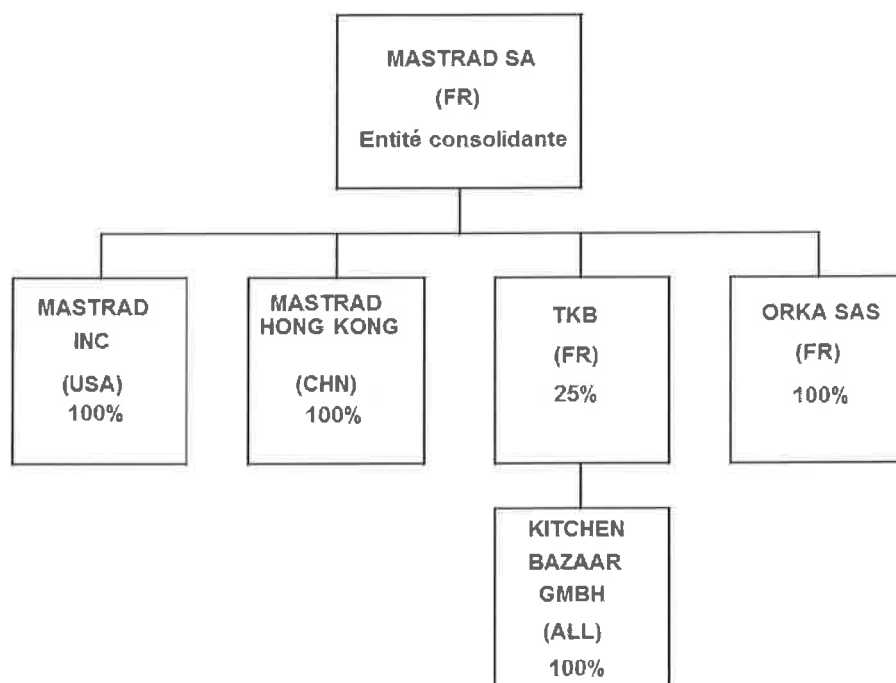 MASTRAD SA
(FR)
Entité consolidante
MASTRAD
INC
(USA)
100%
MASTRAD
HONG KONG
(CHN)
100%
TKB
(FR)
25%
ORKA SAS
(FR)
100%
KITCHEN
BAZAAR
GMBH
(ALL)
100%